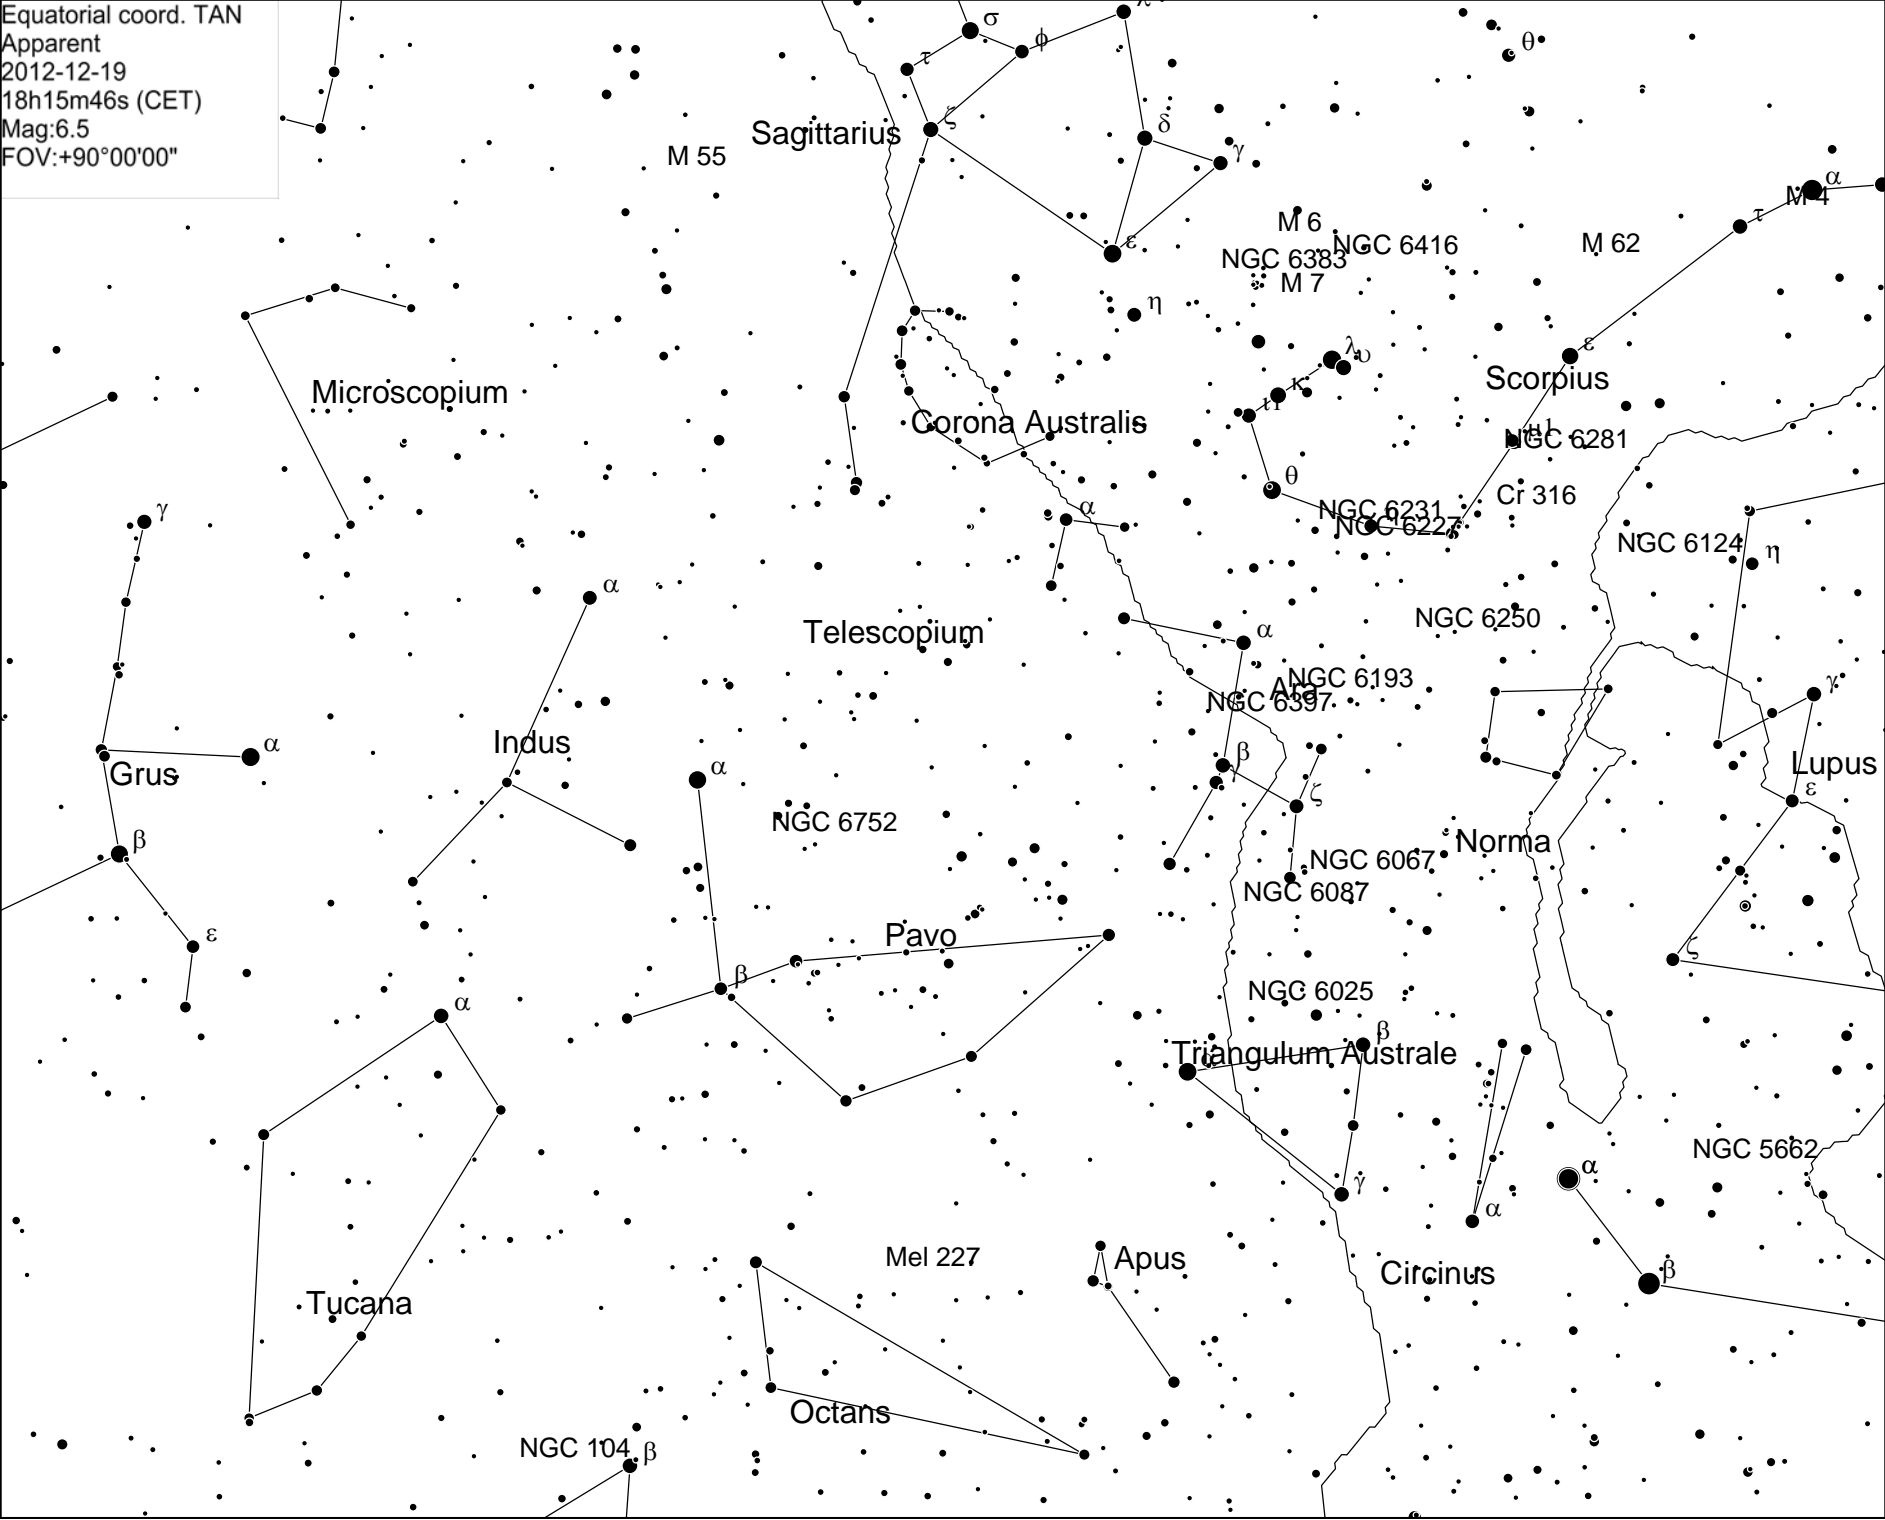 Equatorial coord. TAN
Apparent
2012-12-19
18h15m46s (CET)
Mag:6.5
FOV:+90°00'00"
σ
λ
ϕ
θ
τ
ζ
Sagittarius
δ
γ
M 55
α
M 4
τ
M 6
ε
NGC 6416
M 62
NGC 6383
M 7
η
λ
υ
ε
Scorpius
κ
Microscopium
ι1
Corona Australis
μ1
NGC 6281
θ
Cr 316
γ
α
NGC 6231
η
NGC 6227
NGC 6124
η
α
NGC 6250
Telescopium
α
NGC 6193
Ara
γ
NGC 6397
Indus
α
β
Grus
α
Lupus
ε
γ
ζ
NGC 6752
β
Norma
NGC 6067
NGC 6087
ε
Pavo
ζ
β
NGC 6025
α
β
Triangulum Australe
NGC 5662
α
γ
α
Mel 227
Apus
Circinus
β
Tucana
Octans
NGC 104
β